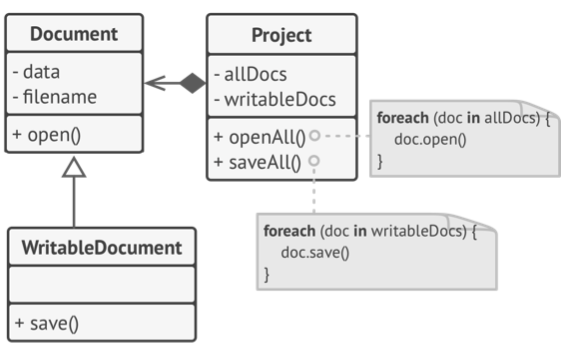 Document
- data
- filename
+ open()
Project
- allDocs
- writableDocs
+ openAll()
+ saveAll()
foreach (doc in allDocs) {
doc.open()
}
foreach (doc in writableDocs) {
doc.save()
}
WritableDocument
+ save()